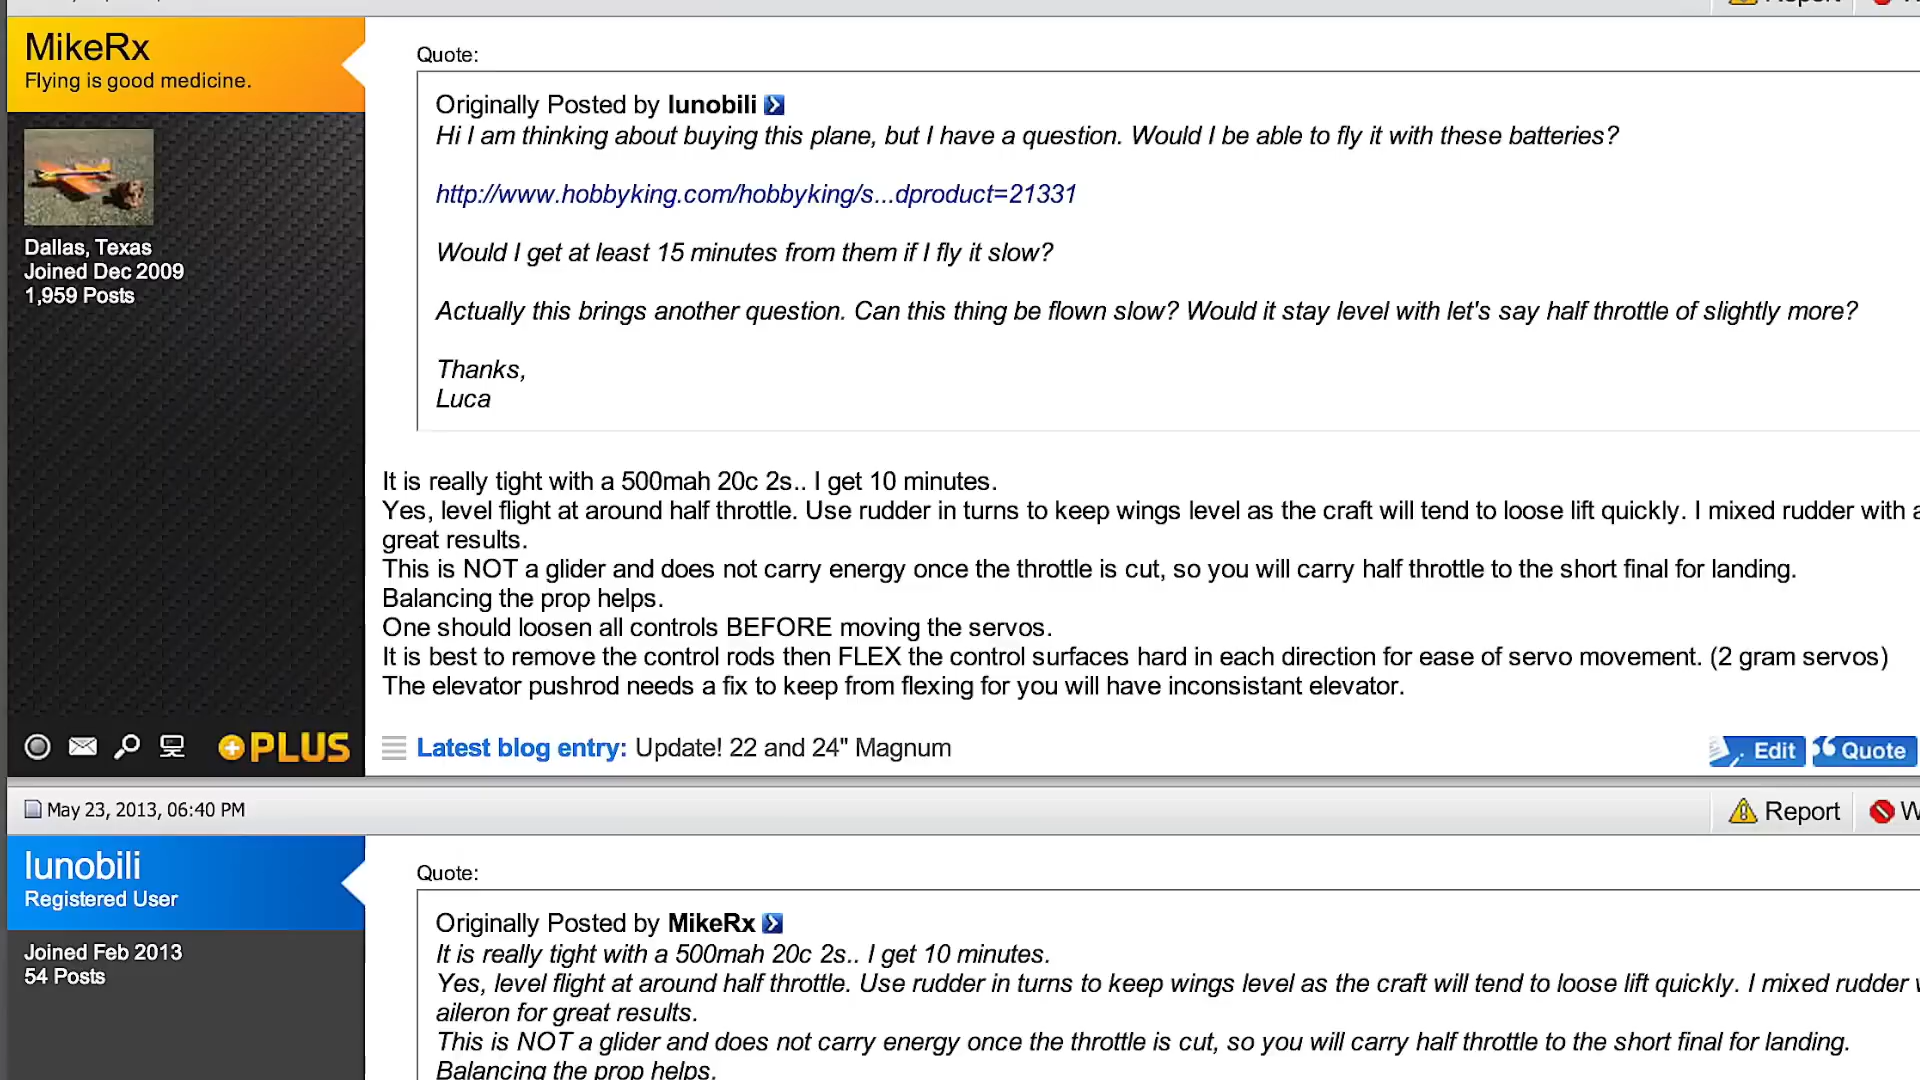 Report
MikeRx
Flying is good medicine.
Dallas, Texas
Joined Dec 2009
1,959 Posts
PLUS
Quote:
Originally Posted by lunobili
Hi I am thinking about buying this plane, but I have a question. Would I be able to fly it with these batteries?
http://www.hobbyking.com/hobbyking/s...dproduct=21331
Would I get at least 15 minutes from them if I fly it slow?
Actually this brings another question. Can this thing be flown slow? Would it stay level with let's say half throttle of slightly more?
Thanks,
Luca
It is really tight with a 500mah 20c 2s.. I get 10 minutes.
Yes, level flight at around half throttle. Use rudder in turns to keep wings level as the craft will tend to loose lift quickly. I mixed rudder with
great results.
This is NOT a glider and does not carry energy once the throttle is cut, so you will carry half throttle to the short final for landing.
Balancing the prop helps.
One should loosen all controls BEFORE moving the servos.
It is best to remove the control rods then FLEX the control surfaces hard in each direction for ease of servo movement. (2 gram servos)
The elevator pushrod needs a fix to keep from flexing for you will have inconsistant elevator.
Latest blog entry: Update! 22 and 24" Magnum
Edit Quote
May 23, 2013, 06:40 PM
Report
lunobili
Registered User
Joined Feb 2013
54 Posts
Quote:
Originally Posted by MikeRx
It is really tight with a 500mah 20c 2s.. I get 10 minutes.
Yes, level flight at around half throttle. Use rudder in turns to keep wings level as the craft will tend to loose lift quickly. I mixed rudder
aileron for great results.
This is NOT a glider and does not carry energy once the throttle is cut, so you will carry half throttle to the short final for landing.
Balancing the prop helps.